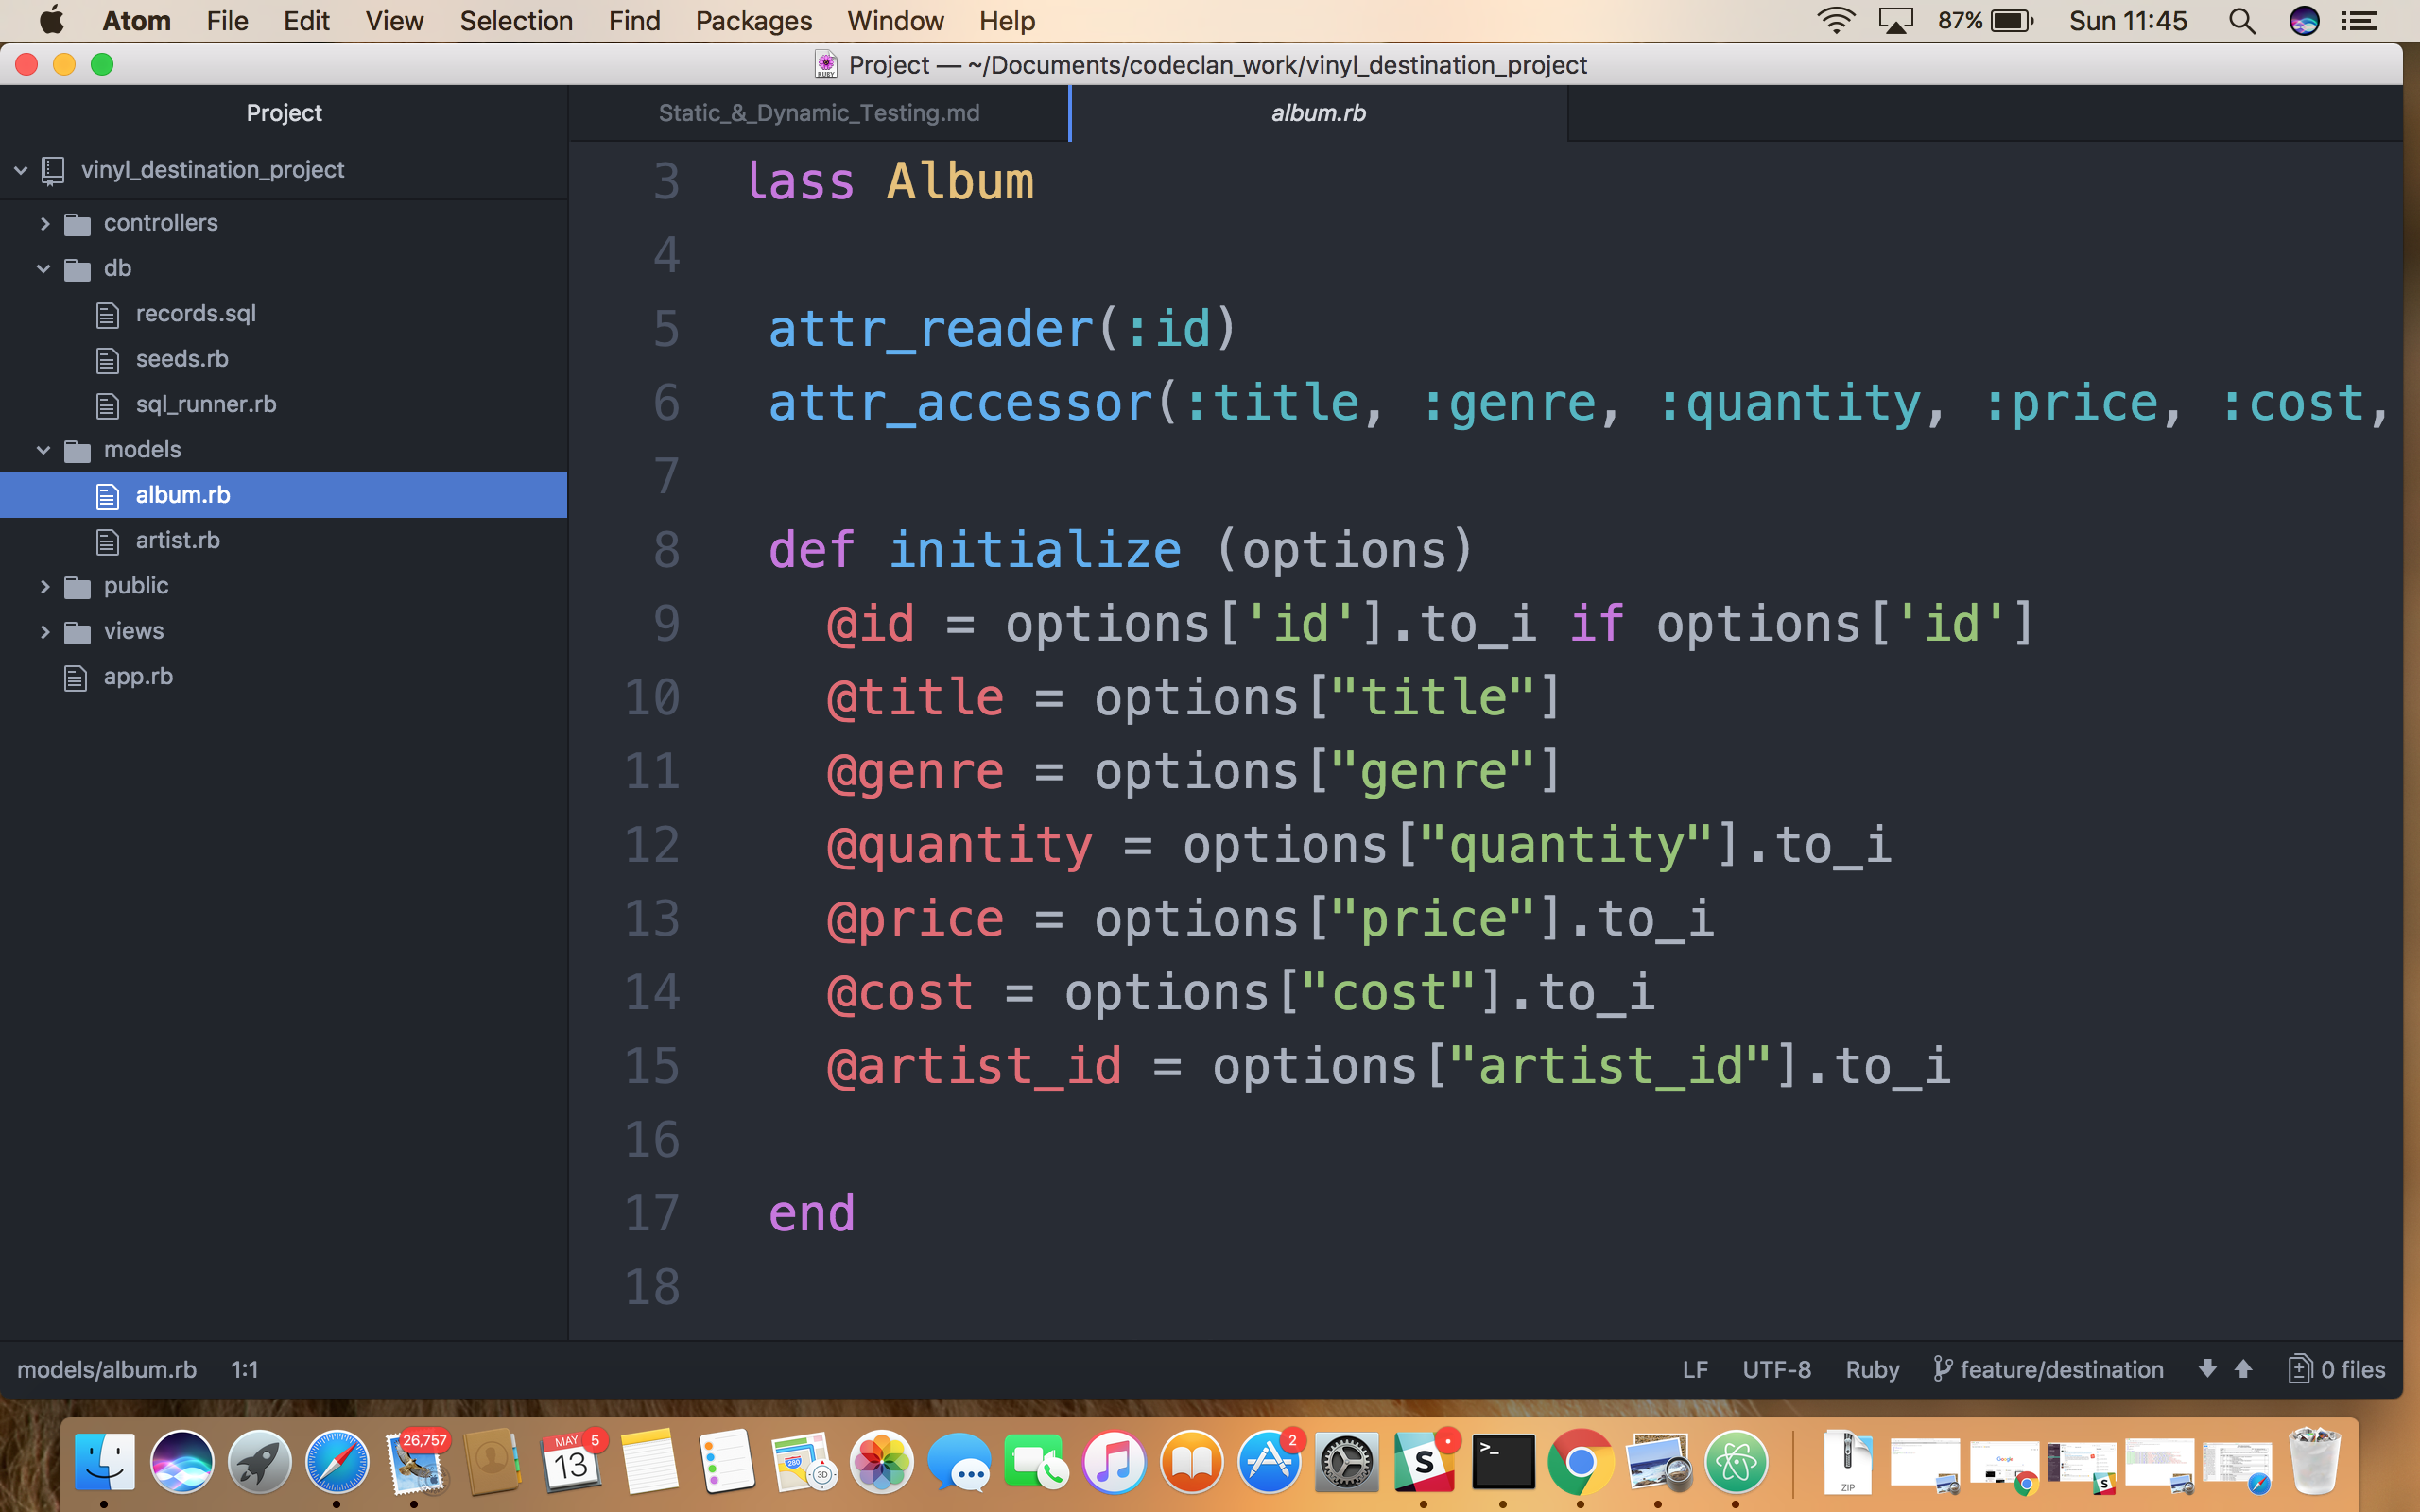 Atom File Edit View Selection Find Packages Window Help 87% Sun 11:45
Project — ~/Documents/codeclan_work/vinyl_destination_project
Project
Static_&_Dynamic_Testing.md album.rb
vinyl_destination_project
controllers
db
records.sql
seeds.rb
sql_runner.rb
models
album.rb
artist.rb
public
views
app.rb
3 lass Album
4
5 attr_reader(:id)
6 attr_accessor(:title, :genre, :quantity, :price, :cost,
7
8 def initialize (options)
9 @id = options['id'].to_i if options['id']
10 @title = options["title"]
11 @genre = options["genre"]
12 @quantity = options["quantity"].to_i
13 @price = options["price"].to_i
14 @cost = options["cost"].to_i
15 @artist_id = options["artist_id"].to_i
16
17 end
18
models/album.rb 1:1 LF UTF-8 Ruby feature/destination 0 files
26,757 MAY 13 5 280 3D 2 S >_ ZIP